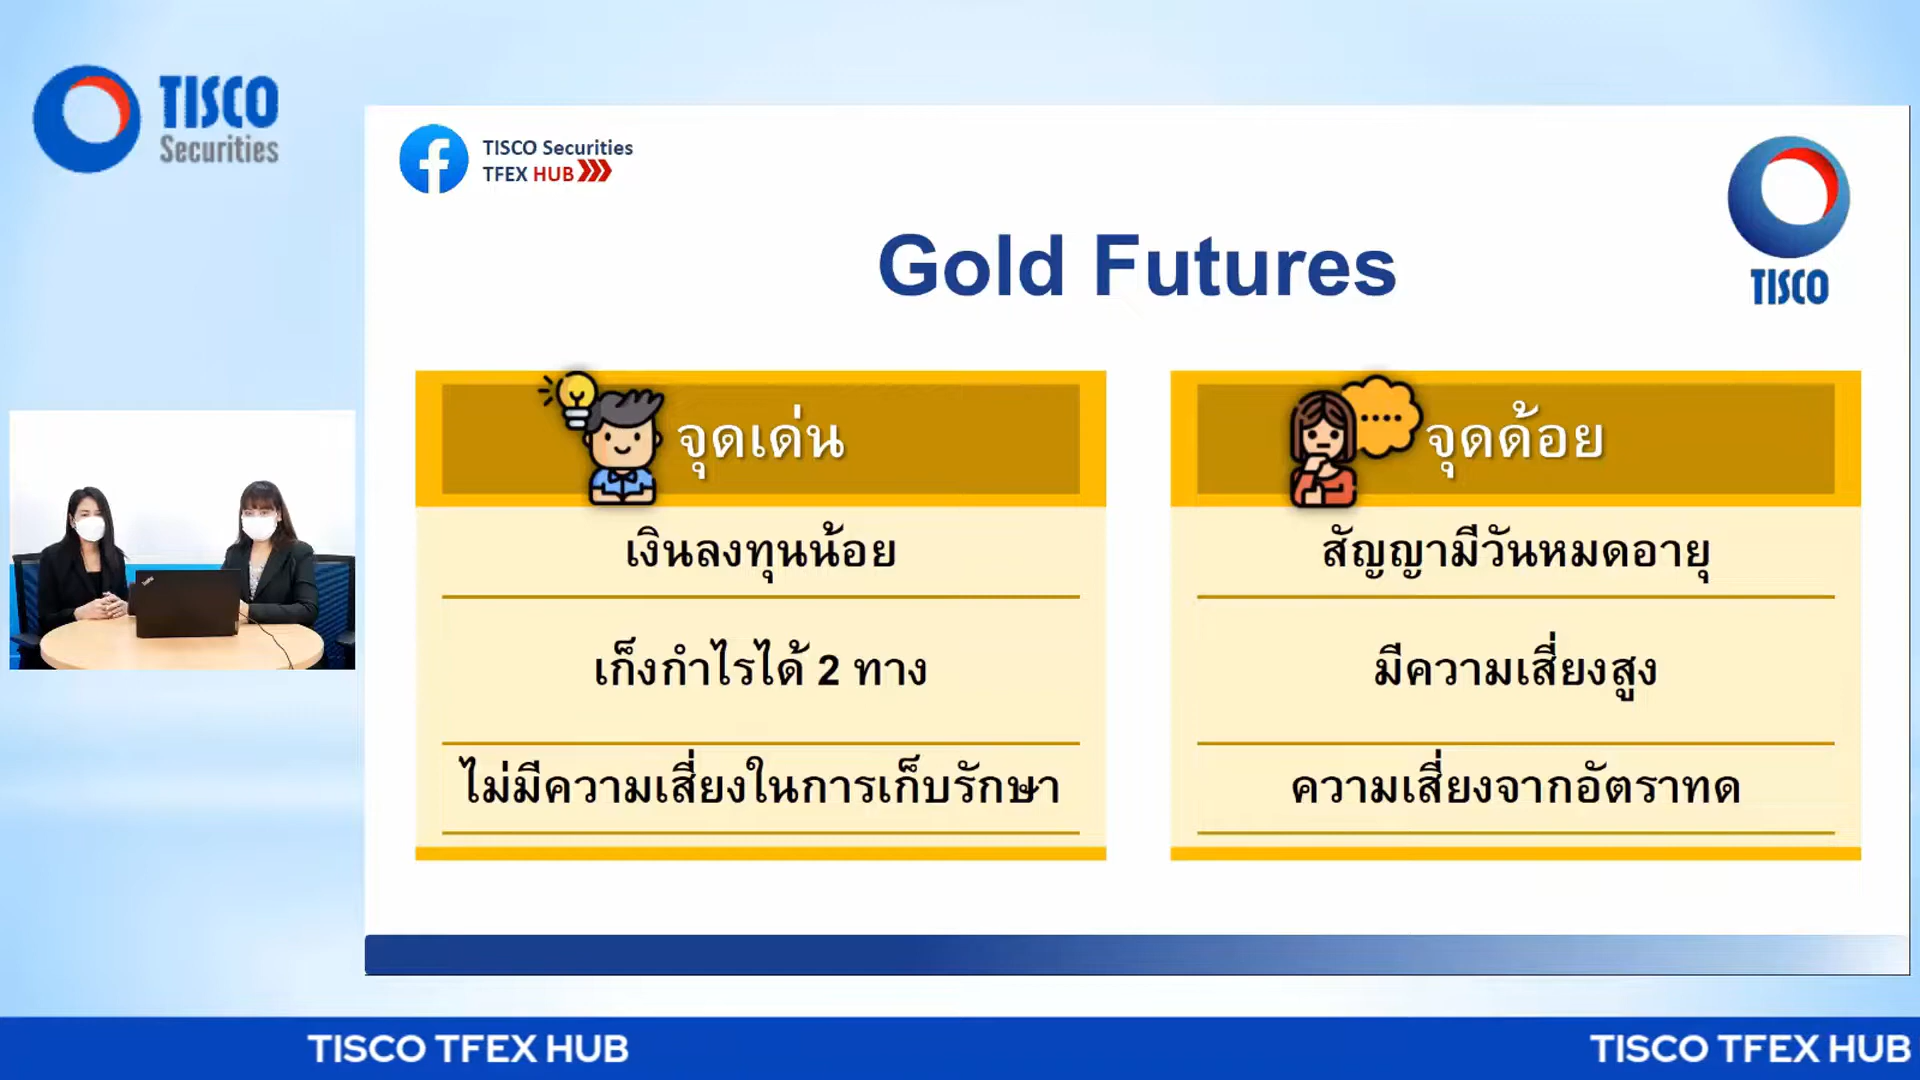 TISCO
Securities
TISCO Securities
TFEX HUB
TISCO
Gold Futures
จุดเด่น
เงินลงทุนน้อย
เก็งกำไรได้ 2 ทาง
ไม่มีความเสี่ยงในการเก็บรักษา
จุดด้อย
สัญญามีวันหมดอายุ
มีความเสี่ยงสูง
ความเสี่ยงจากอัตราทด
TISCO TFEX HUB
TISCO TFEX HUB